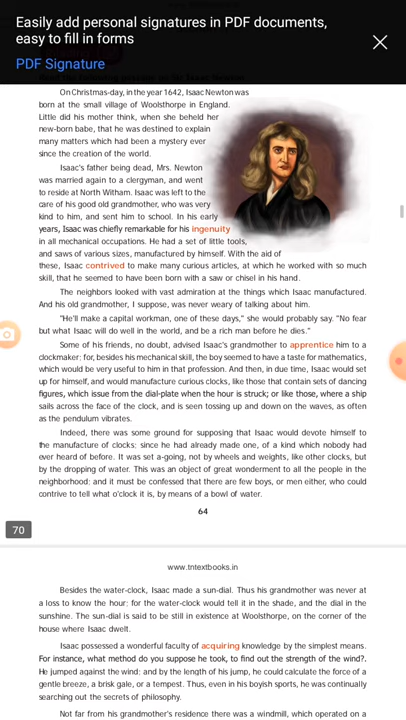 Easily add personal signatures in PDF documents,
easy to fill in forms
PDF Signature
On Christmas-day, in the year 1642, Isaac Newton was
born at the small village of Woolsthorpe in England.
Little did his mother think, when she beheld her
new-born babe, that he was destined to explain
many matters which had been a mystery ever
since the creation of the world.
Isaac's father being dead, Mrs. Newton
was married again to a clergyman, and went
to reside at North Witham. Isaac was left to the
care of his good old grandmother, who was very
kind to him, and sent him to school. In his early
years, Isaac was chiefly remarkable for his ingenuity
in all mechanical occupations. He had a set of little tools,
and saws of various sizes, manufactured by himself. With the aid of
these, Isaac contrived to make many curious articles, at which he worked with so much
skill, that he seemed to have been born with a saw or chisel in his hand.
The neighbors looked with vast admiration at the things which Isaac manufactured.
And his old grandmother, I suppose, was never weary of talking about him.
"He'll make a capital workman, one of these days," she would probably say. "No fear
but what Isaac will do well in the world, and be a rich man before he dies."
Some of his friends, no doubt, advised Isaac's grandmother to apprentice him to a
clockmaker; for, besides his mechanical skill, the boy seemed to have a taste for mathematics,
which would be very useful to him in that profession. And then, in due time, Isaac would set
up for himself, and would manufacture curious clocks, like those that contain sets of dancing
figures, which issue from the dial-plate when the hour is struck; or like those, where a ship
sails across the face of the clock, and is seen tossing up and down on the waves, as often
as the pendulum vibrates.
Indeed, there was some ground for supposing that Isaac would devote himself to
the manufacture of clocks; since he had already made one, of a kind which nobody had
ever heard of before. It was set a-going, not by wheels and weights, like other clocks, but
by the dropping of water. This was an object of great wonderment to all the people in the
neighborhood; and it must be confessed that there are few boys, or men either, who could
contrive to tell what o'clock it is, by means of a bowl of water.
64
70
www.tntextbooks.in
Besides the water-clock, Isaac made a sun-dial. Thus his grandmother was never at
a loss to know the hour; for the water-clock would tell it in the shade, and the dial in the
sunshine. The sun-dial is said to be still in existence at Woolsthorpe, on the corner of the
house where Isaac dwelt.
Isaac possessed a wonderful faculty of acquiring knowledge by the simplest means.
For instance, what method do you suppose he took, to find out the strength of the wind?.
He jumped against the wind; and by the length of his jump, he could calculate the force of a
gentle breeze, a brisk gale, or a tempest. Thus, even in his boyish sports, he was continually
searching out the secrets of philosophy.
Not far from his grandmother's residence there was a windmill, which operated on a